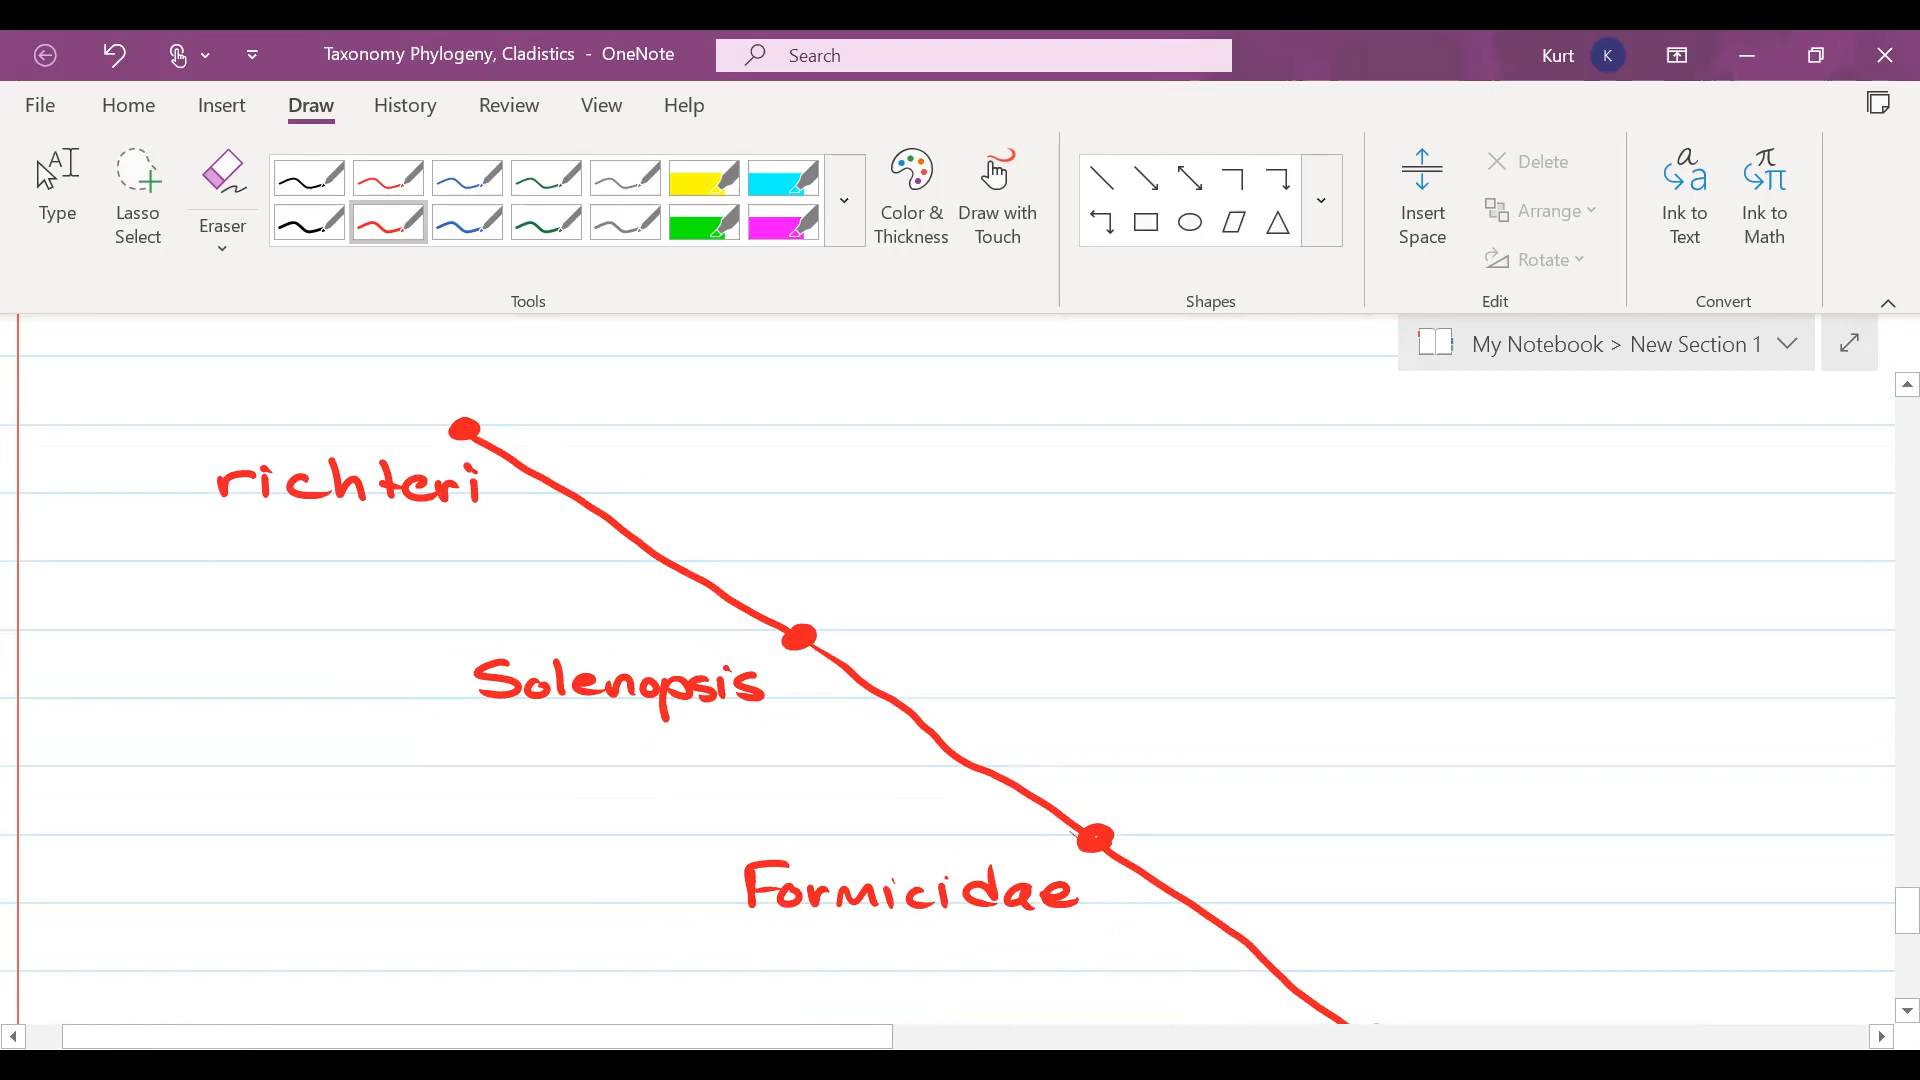 Taxonomy Phylogeny, Cladistics - OneNote
Search
Kurt
K
File Home Insert Draw History Review View Help
Type
Lasso Select
Eraser
Color & Thickness
Draw with Touch
Insert Space
Delete
Arrange
Rotate
a
a
Ink to Text
π
π
Ink to Math
Tools
Shapes
Edit
Convert
My Notebook > New Section 1
richteri
Solenopsis
Formicidae